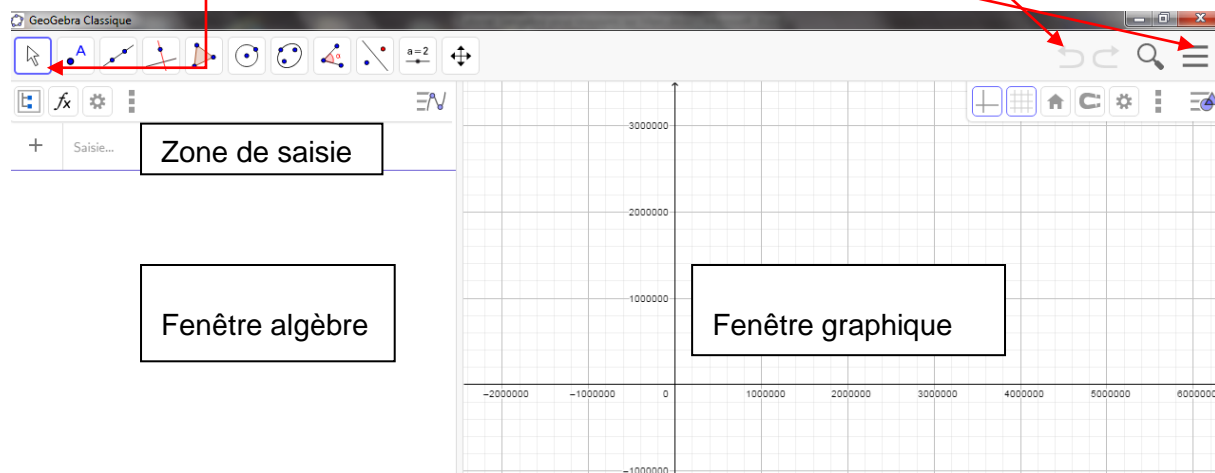 GeoGebra Classique
A
a=2
fx
Saisie...
Zone de saisie
Fenêtre algèbre
Fenêtre graphique
3000000
2000000
1000000
−2000000 −1000000 0 1000000 2000000 3000000 4000000 5000000 6000000
−1000000